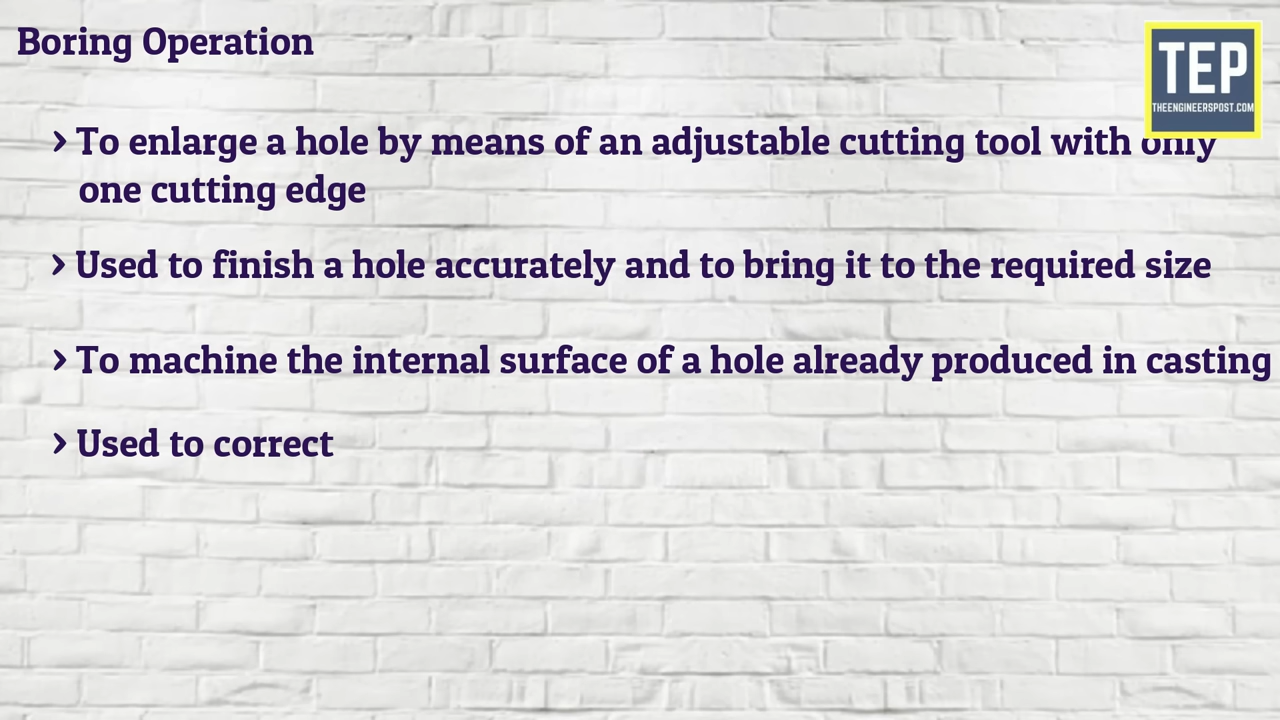 Boring Operation
TEP
THEENGINEERSPOST.COM
> To enlarge a hole by means of an adjustable cutting tool with only
one cutting edge
> Used to finish a hole accurately and to bring it to the required size
> To machine the internal surface of a hole already produced in casting
> Used to correct